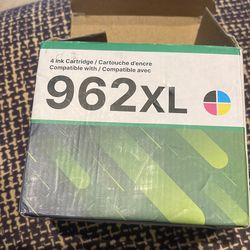 4 Ink Cartridge / Cartouche d'encre
Compatible with / Compatible avec
962XL